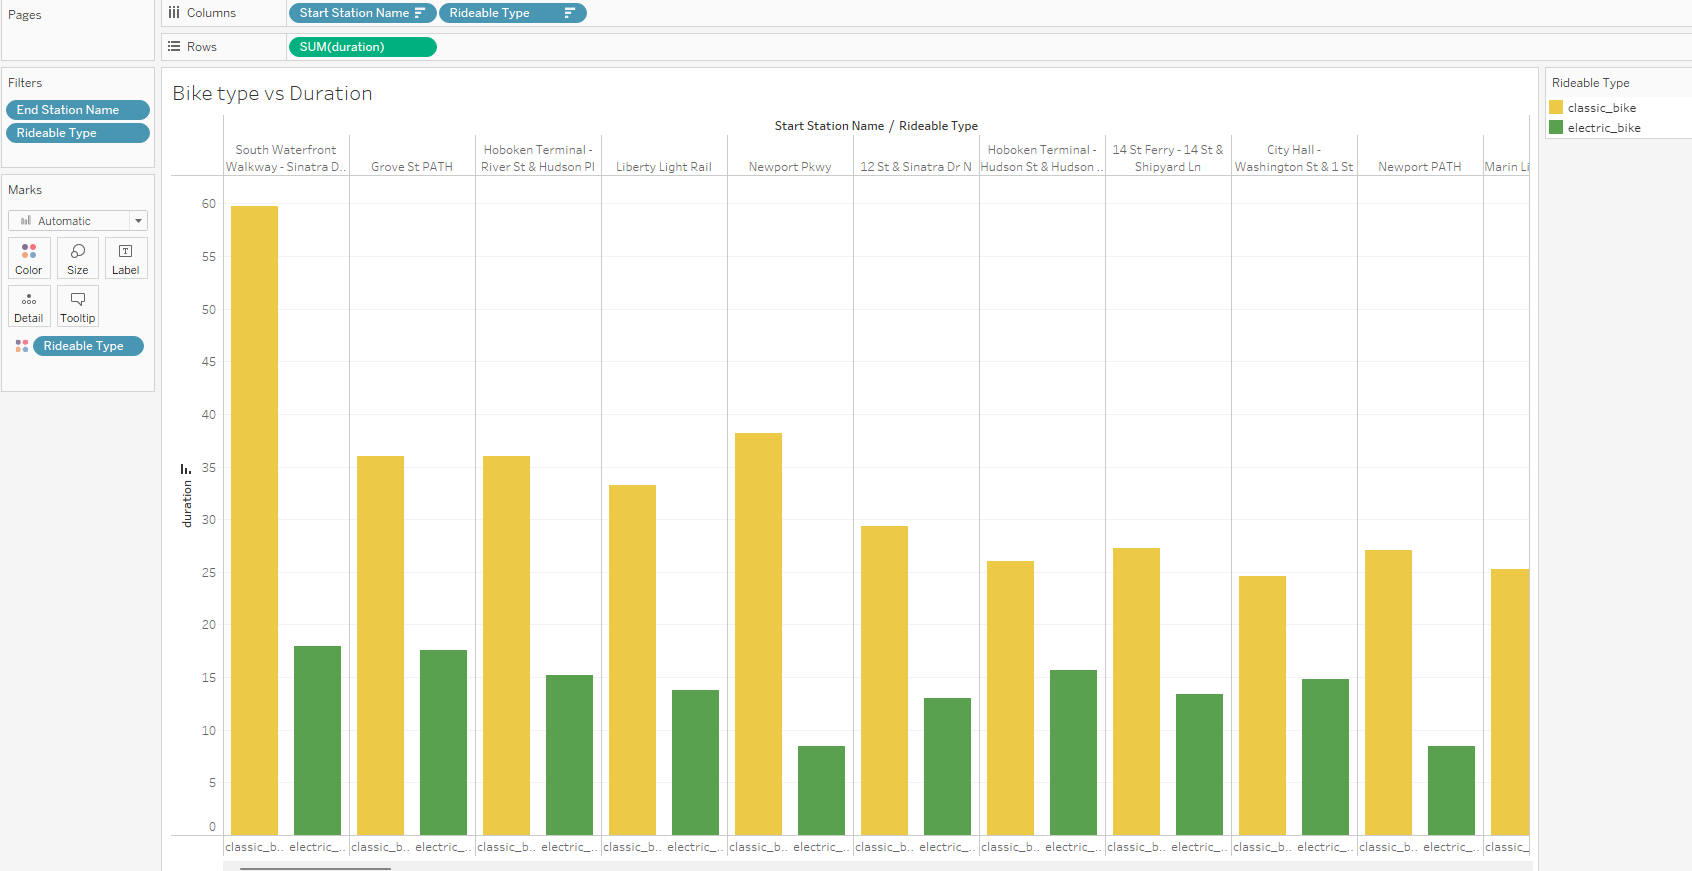 Pages
Columns
Start Station Name
Rideable Type
Rows
SUM(duration)
Filters
End Station Name
Rideable Type
Marks
Automatic
Color
Size
Label
Detail
Tooltip
Rideable Type
Bike type vs Duration
Start Station Name / Rideable Type
South Waterfront
Walkway - Sinatra D..
Grove St PATH
Hoboken Terminal -
River St & Hudson Pl
Liberty Light Rail
Newport Pkwy
12 St & Sinatra Dr N
Hoboken Terminal -
Hudson St & Hudson ..
14 St Ferry - 14 St &
Shipyard Ln
City Hall -
Washington St & 1 St
Newport PATH
Marin Li
60
55
50
45
40
35
30
25
20
15
10
5
0
duration
classic_b..
electric_..
classic_b..
electric_..
classic_b..
electric_..
classic_b..
electric_..
classic_b..
electric_..
classic_b..
electric_..
classic_b..
electric_..
classic_b..
electric_..
classic_b..
electric_..
classic_b..
electric_..
classic_
Rideable Type
classic_bike
electric_bike